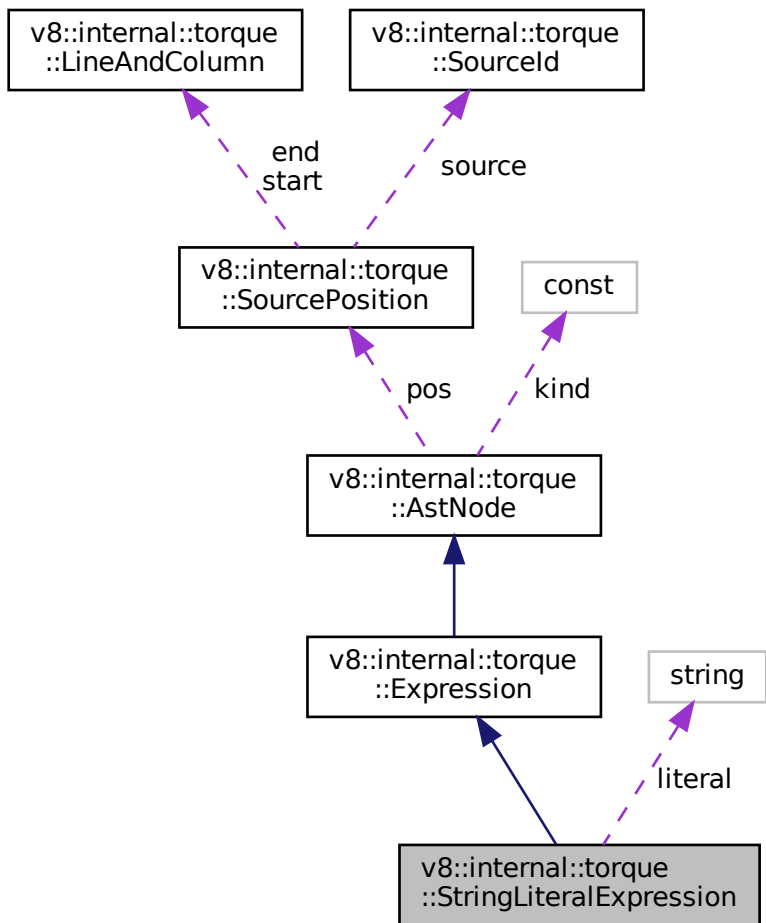 v8::internal::torque
::LineAndColumn
v8::internal::torque
::SourceId
end
start
source
v8::internal::torque
::SourcePosition
const
pos
kind
v8::internal::torque
::AstNode
v8::internal::torque
::Expression
string
literal
v8::internal::torque
::StringLiteralExpression